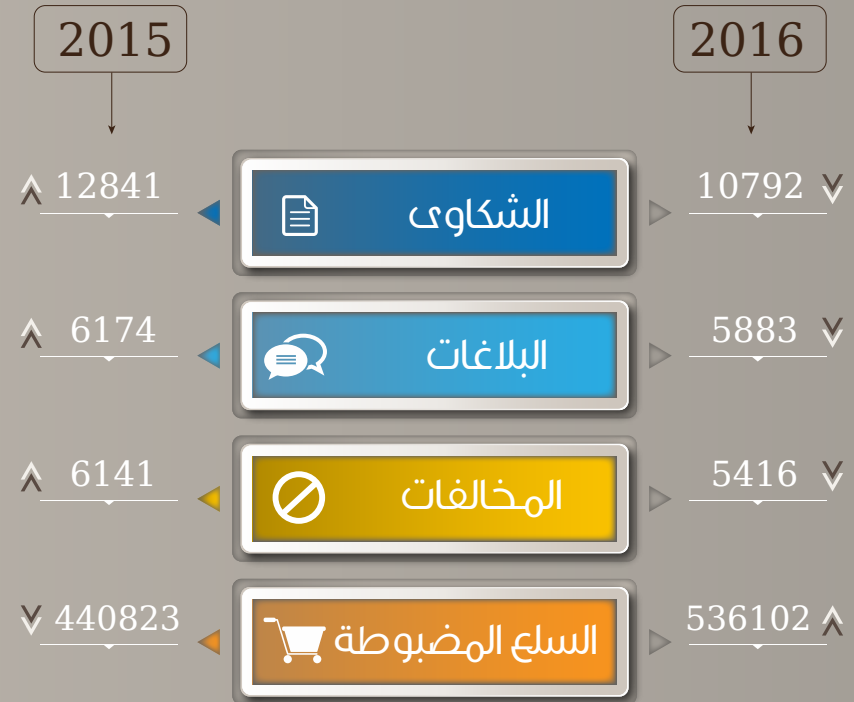 2016
2015
10792
الشكاوى
12841
5883
البلاغات
6174
5416
المخالفات
6141
536102
السلع المضبوطة
440823